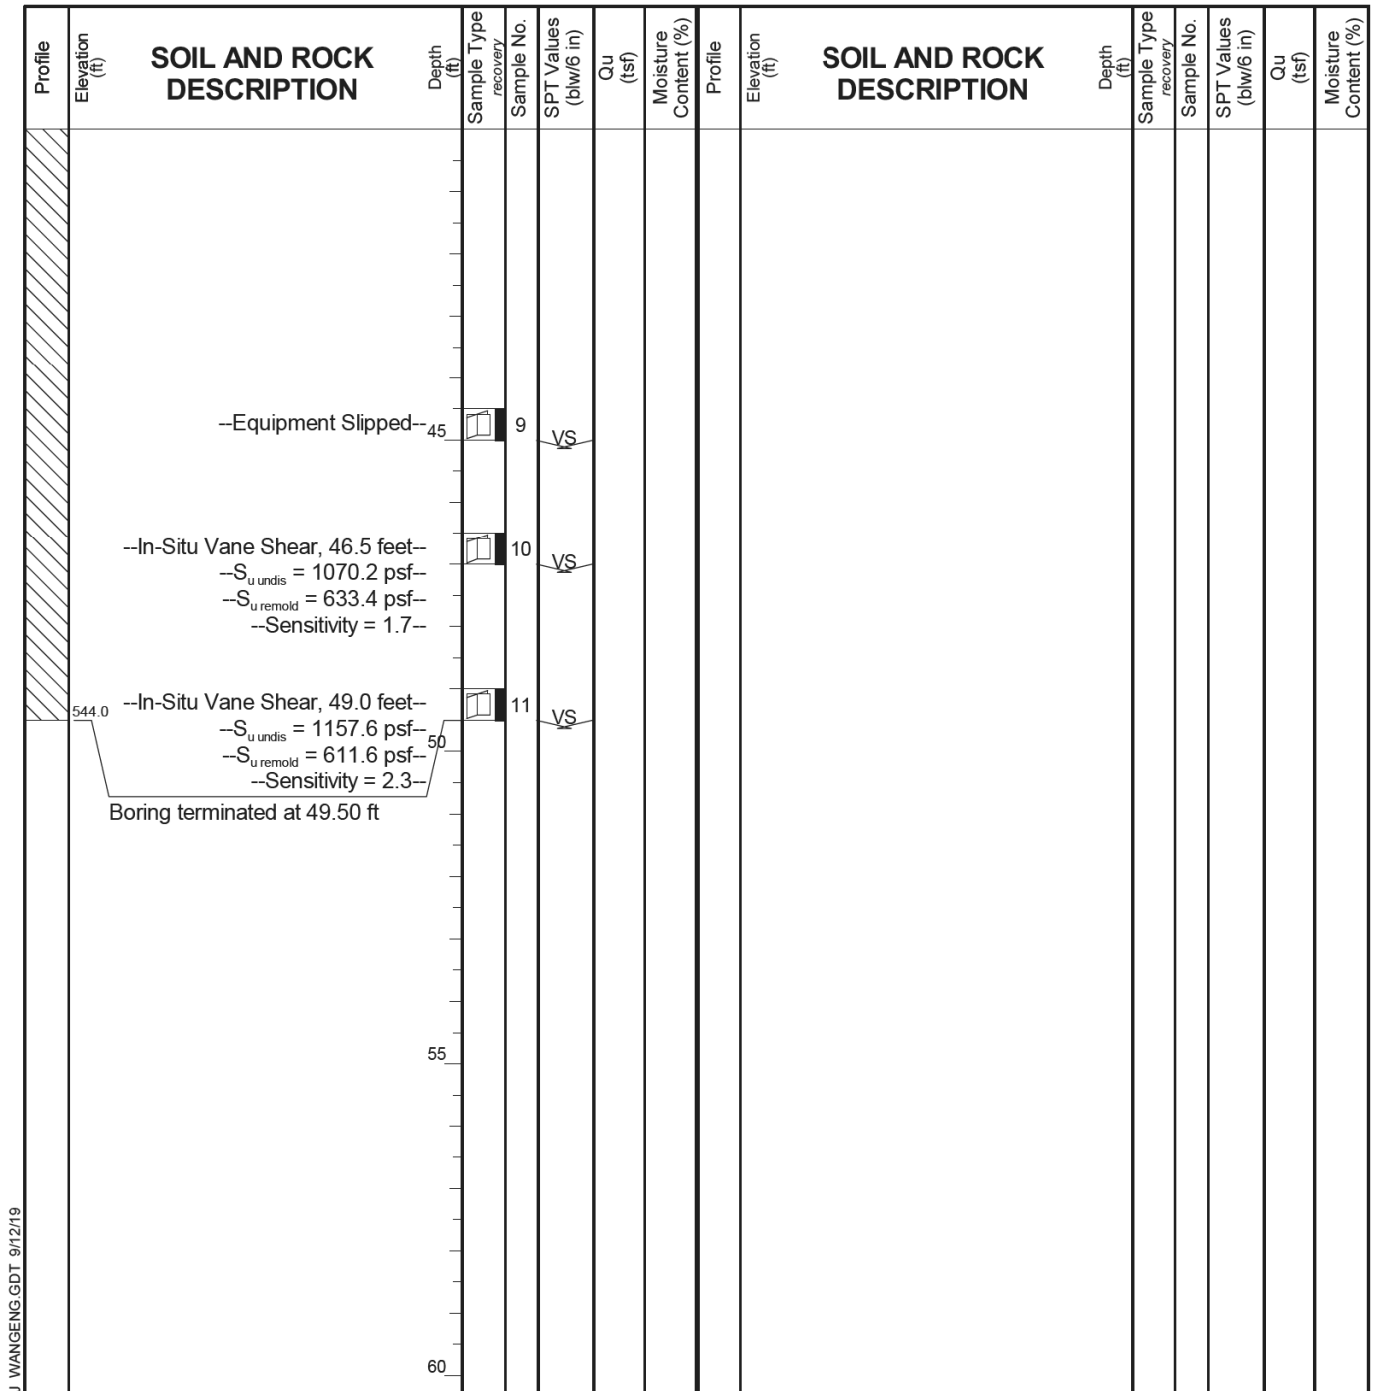 Profile
Elevation
(ft)
SOIL AND ROCK
DESCRIPTION
Depth
(ft)
Sample Type
recovery
Sample No.
SPT Values
(blw/6 in)
Qu
(tsf)
Moisture
Content (%)
Profile
Elevation
(ft)
SOIL AND ROCK
DESCRIPTION
Depth
(ft)
Sample Type
recovery
Sample No.
SPT Values
(blw/6 in)
Qu
(tsf)
Moisture
Content (%)
--Equipment Slipped-- 45 9 VS
--In-Situ Vane Shear, 46.5 feet-- 10 VS
--Su undis = 1070.2 psf--
--Su remold = 633.4 psf--
--Sensitivity = 1.7--
544.0 --In-Situ Vane Shear, 49.0 feet-- 11 VS
--Su undis = 1157.6 psf--
50
--Su remold = 611.6 psf--
--Sensitivity = 2.3--
Boring terminated at 49.50 ft
55
60
WANGENG.GDT 9/12/19